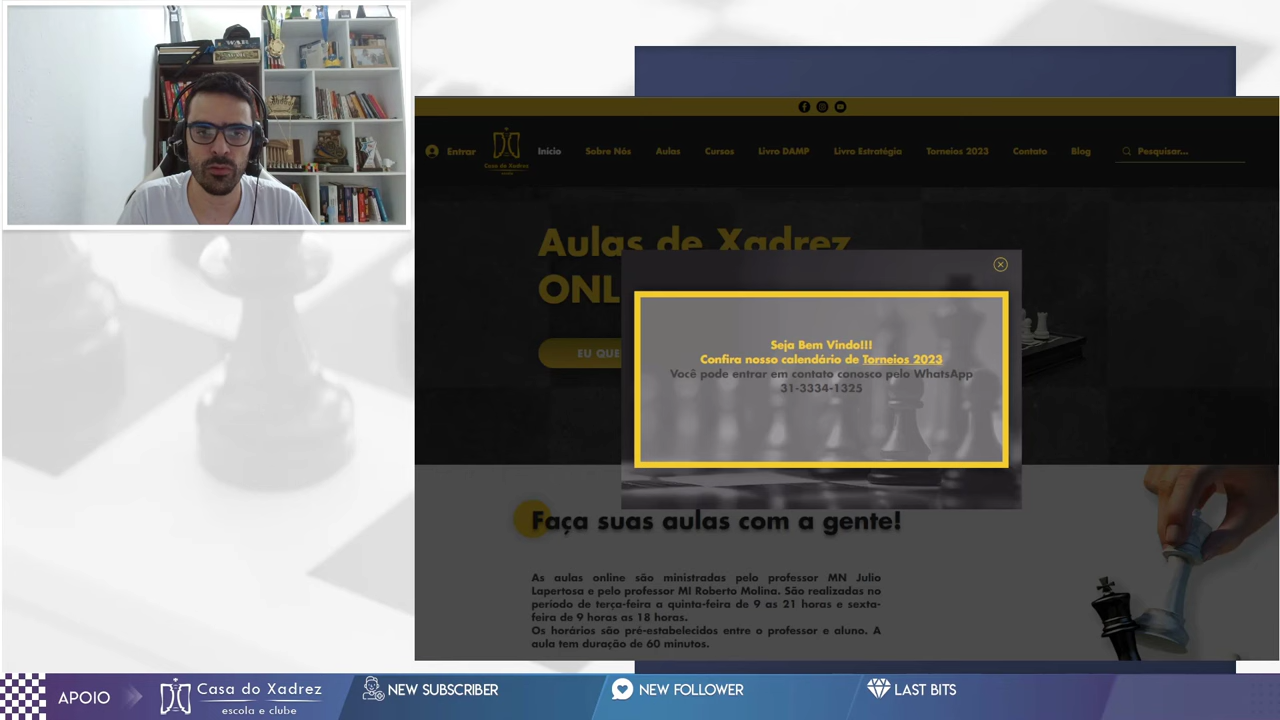 WAR
Entrar
Casa do Xadrez
Início
Sobre Nós
Aulas
Cursos
Livro DAMP
Livro Estratégia
Torneios 2023
Contato
Blog
Pesquisar...
Aulas de Xadrez
ONL
EU QUE
Seja Bem Vindo!!!
Confira nosso calendário de Torneios 2023
Você pode entrar em contato conosco pelo WhatsApp
31-3334-1325
Faça suas aulas com a gente!
As aulas online são ministradas pelo professor MN Julio
Lapertosa e pelo professor MI Roberto Molina. São realizadas no
período de terça-feira a quinta-feira de 9 as 21 horas e sexta-
feira de 9 horas as 18 horas.
Os horários são pré-estabelecidos entre o professor e aluno. A
aula tem duração de 60 minutos.
APOIO
Casa do Xadrez
escola e clube
NEW SUBSCRIBER
NEW FOLLOWER
LAST BITS